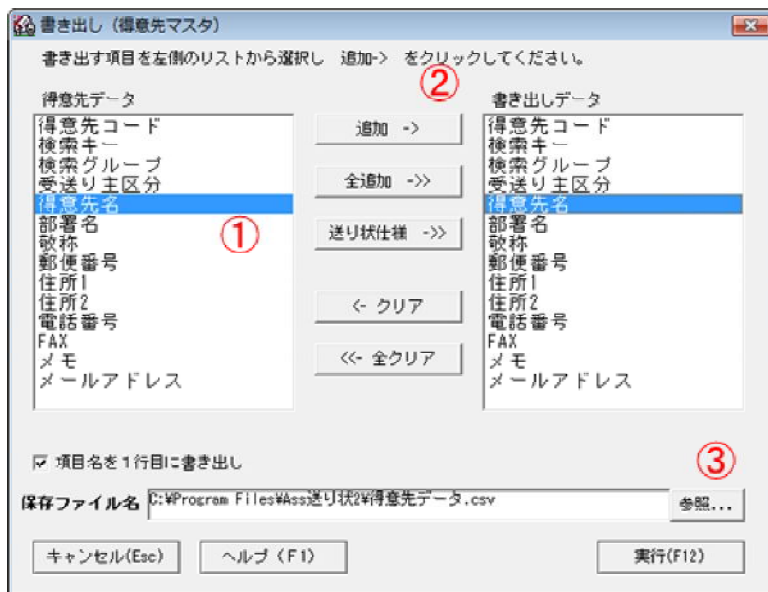 書き出し（得意先マスタ）
書き出す項目を左側のリストから選択し　追加->　をクリックしてください。
②
得意先データ
書き出しデータ
得意先コード
検索キー
検索グループ
受送り主区分
得意先名
部署名
敬称
郵便番号
住所1
住所2
電話番号
FAX
メモ
メールアドレス
①
追加 ->
全追加 ->>
送り状仕様 ->>
<- クリア
<<- 全クリア
得意先コード
検索キー
検索グループ
受送り主区分
得意先名
部署名
敬称
郵便番号
住所1
住所2
電話番号
FAX
メモ
メールアドレス
項目名を1行目に書き出し
③
保存ファイル名 C:¥Program Files¥Ass送り状2¥得意先データ.csv 参照...
キャンセル(Esc) ヘルプ（F1） 実行(F12)